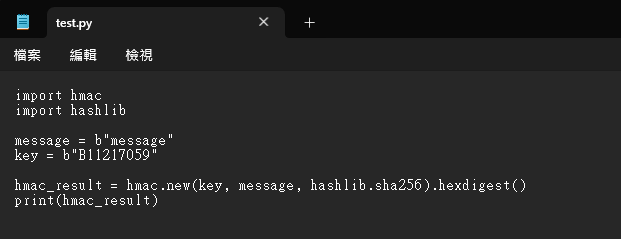 test.py
檔案 編輯 檢視
import hmac
import hashlib
message = b"message"
key = b"B11217059"
hmac_result = hmac.new(key, message, hashlib.sha256).hexdigest()
print(hmac_result)